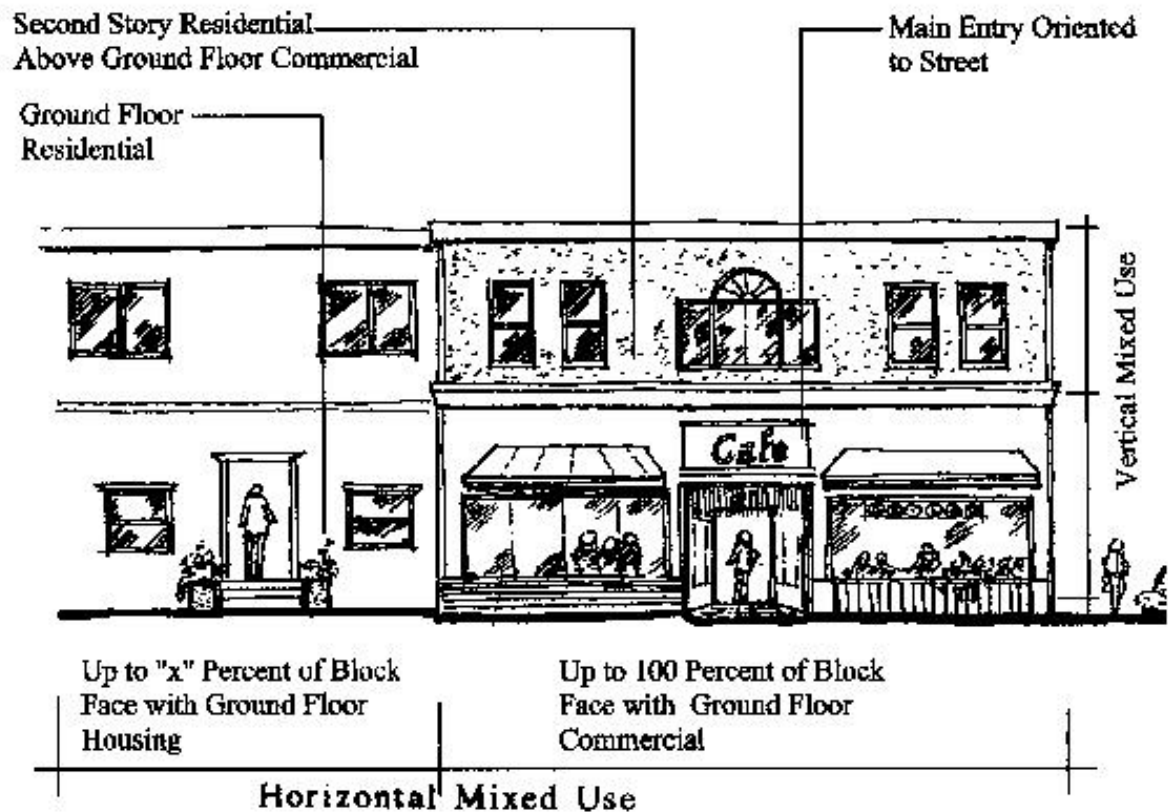 Second Story Residential
Above Ground Floor Commercial
Main Entry Oriented
to Street
Ground Floor
Residential
Vertical Mixed Use
Cafe
Up to "x" Percent of Block
Face with Ground Floor
Housing
Up to 100 Percent of Block
Face with Ground Floor
Commercial
Horizontal Mixed Use